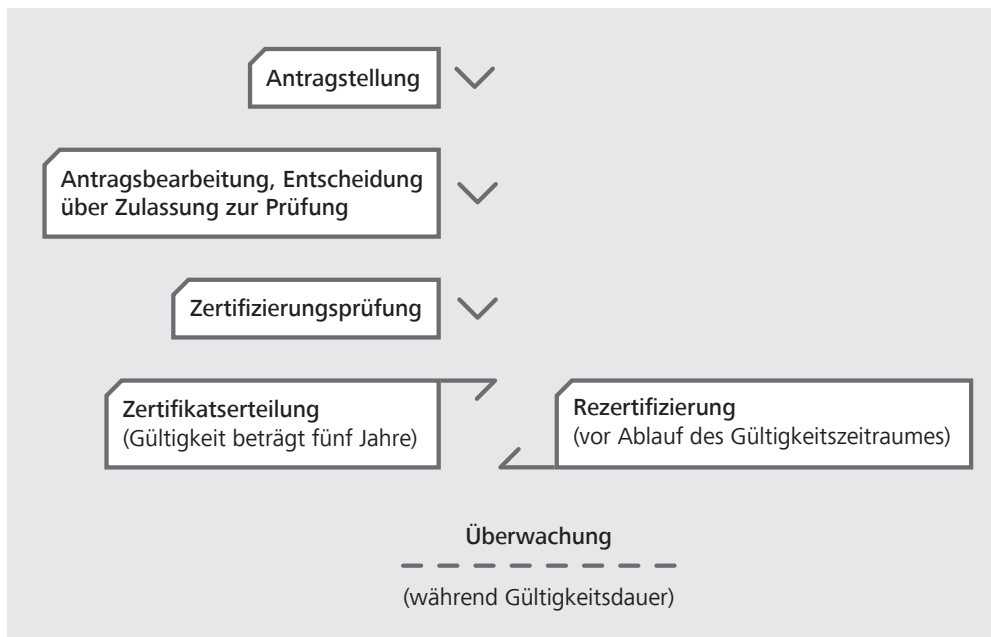 Antragstellung
Antragsbearbeitung, Entscheidung
über Zulassung zur Prüfung
Zertifizierungsprüfung
Zertifikatserteilung
(Gültigkeit beträgt fünf Jahre)
Rezertifizierung
(vor Ablauf des Gültigkeitszeitraumes)
Überwachung
(während Gültigkeitsdauer)